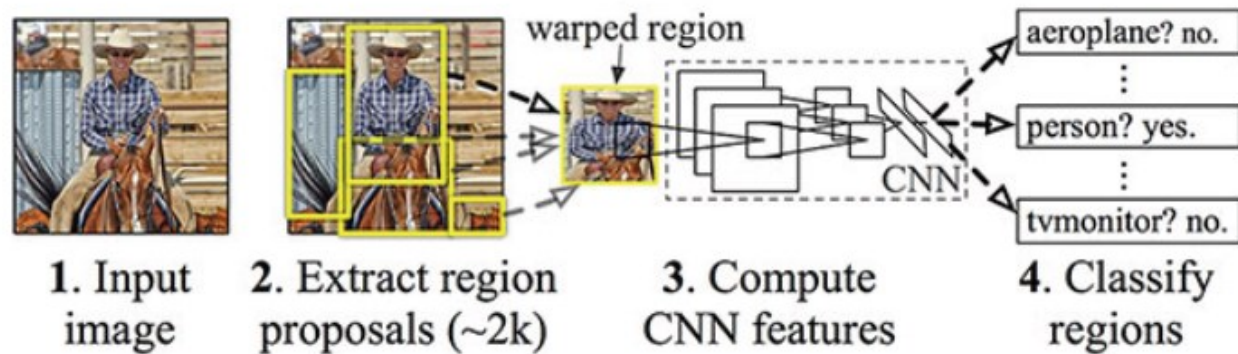 warped region
aeroplane? no.
person? yes.
CNN
tvmonitor? no.
1. Input
image
2. Extract region
proposals (~2k)
3. Compute
CNN features
4. Classify
regions